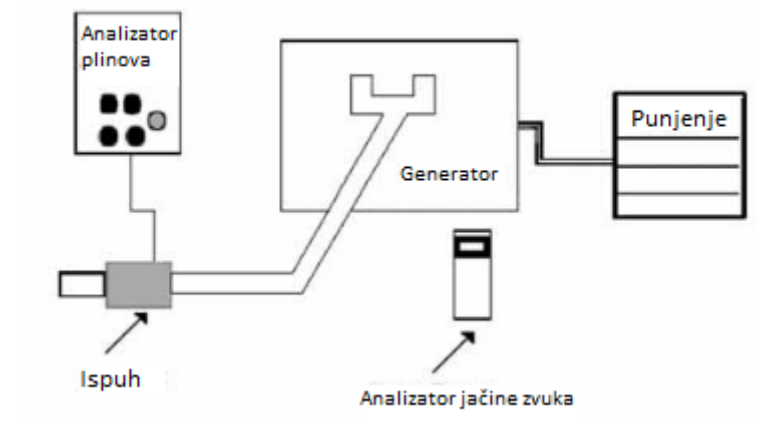 Analizator
plinova
Generator
Punjenje
Ispuh
Analizator jačine zvuka